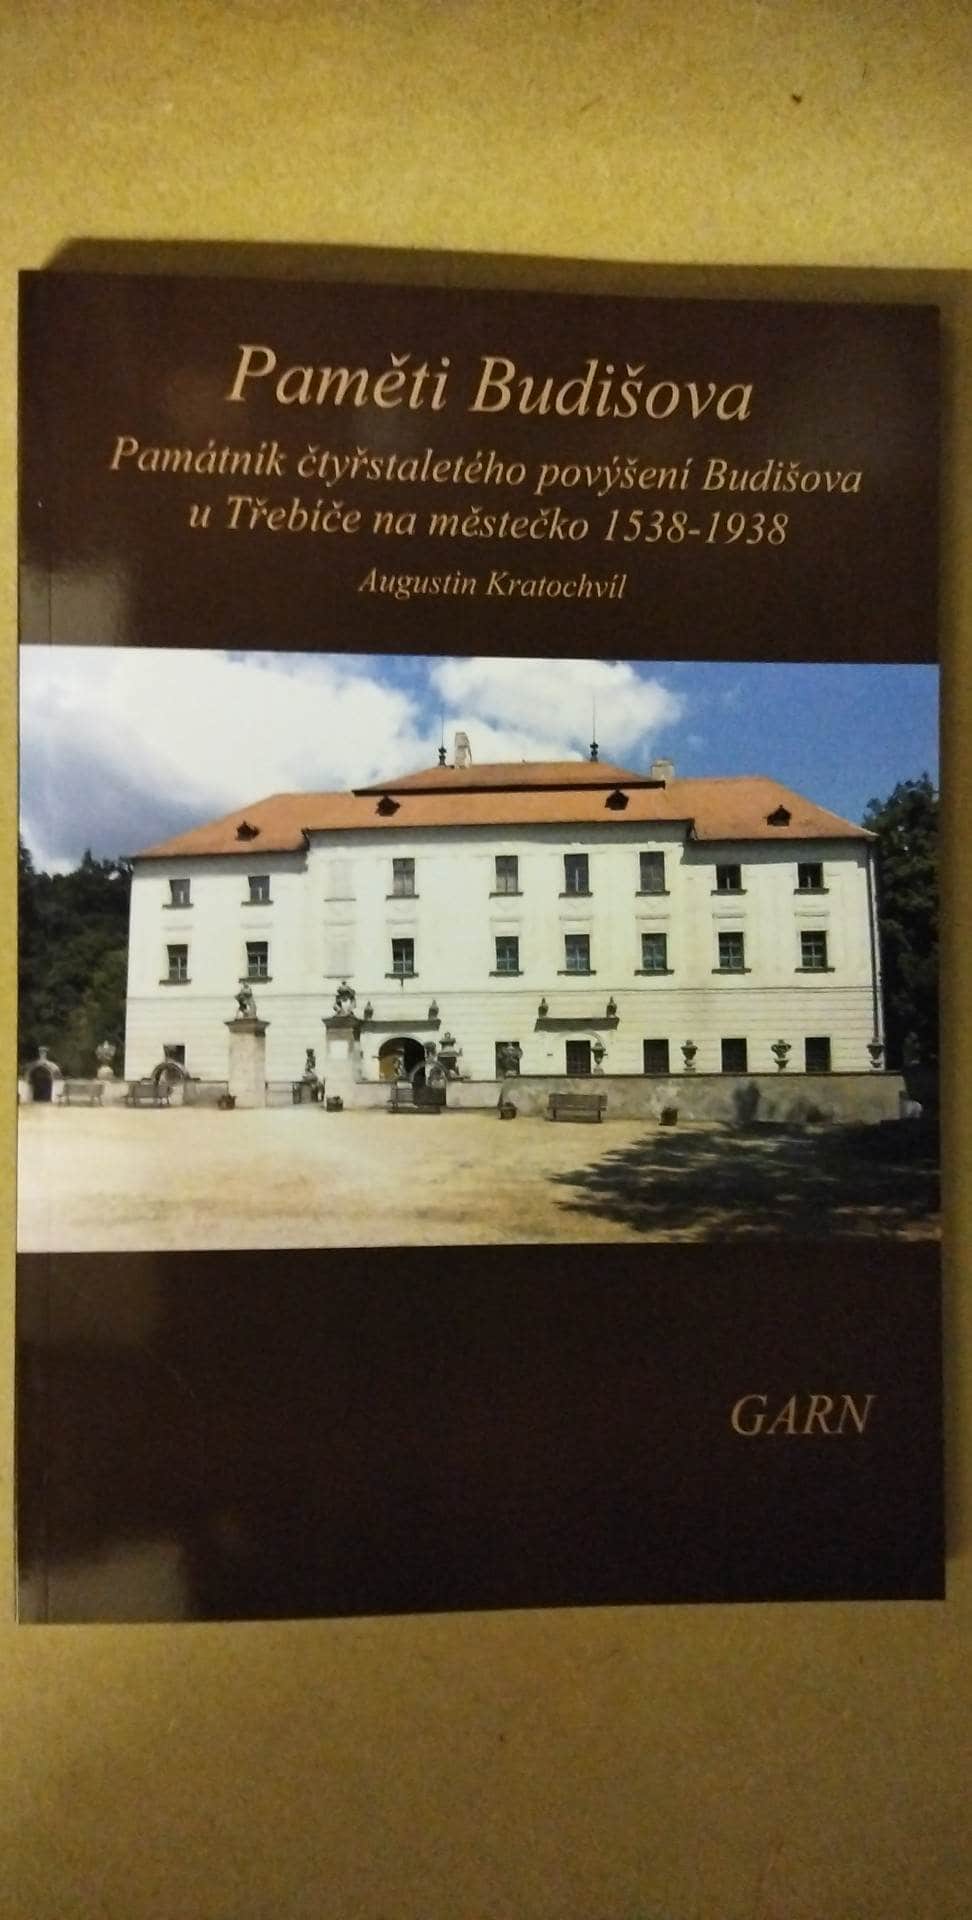 Paměti Budišova
Památník čtyřstaletého povýšení Budišova
u Třebíče na městečko 1538-1938
Augustin Kratochvíl
GARN